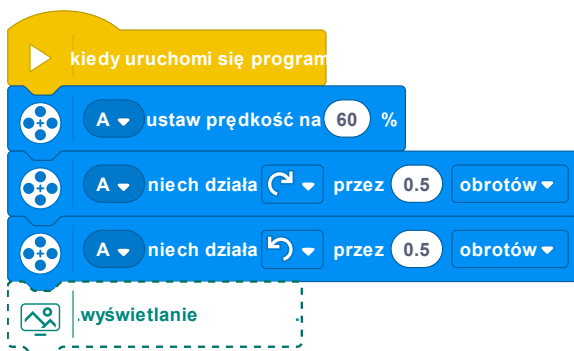 kiedy uruchomi się program
A ustaw prędkość na 60 %
A niech działa przez 0.5 obrotów
A niech działa przez 0.5 obrotów
wyświetlanie